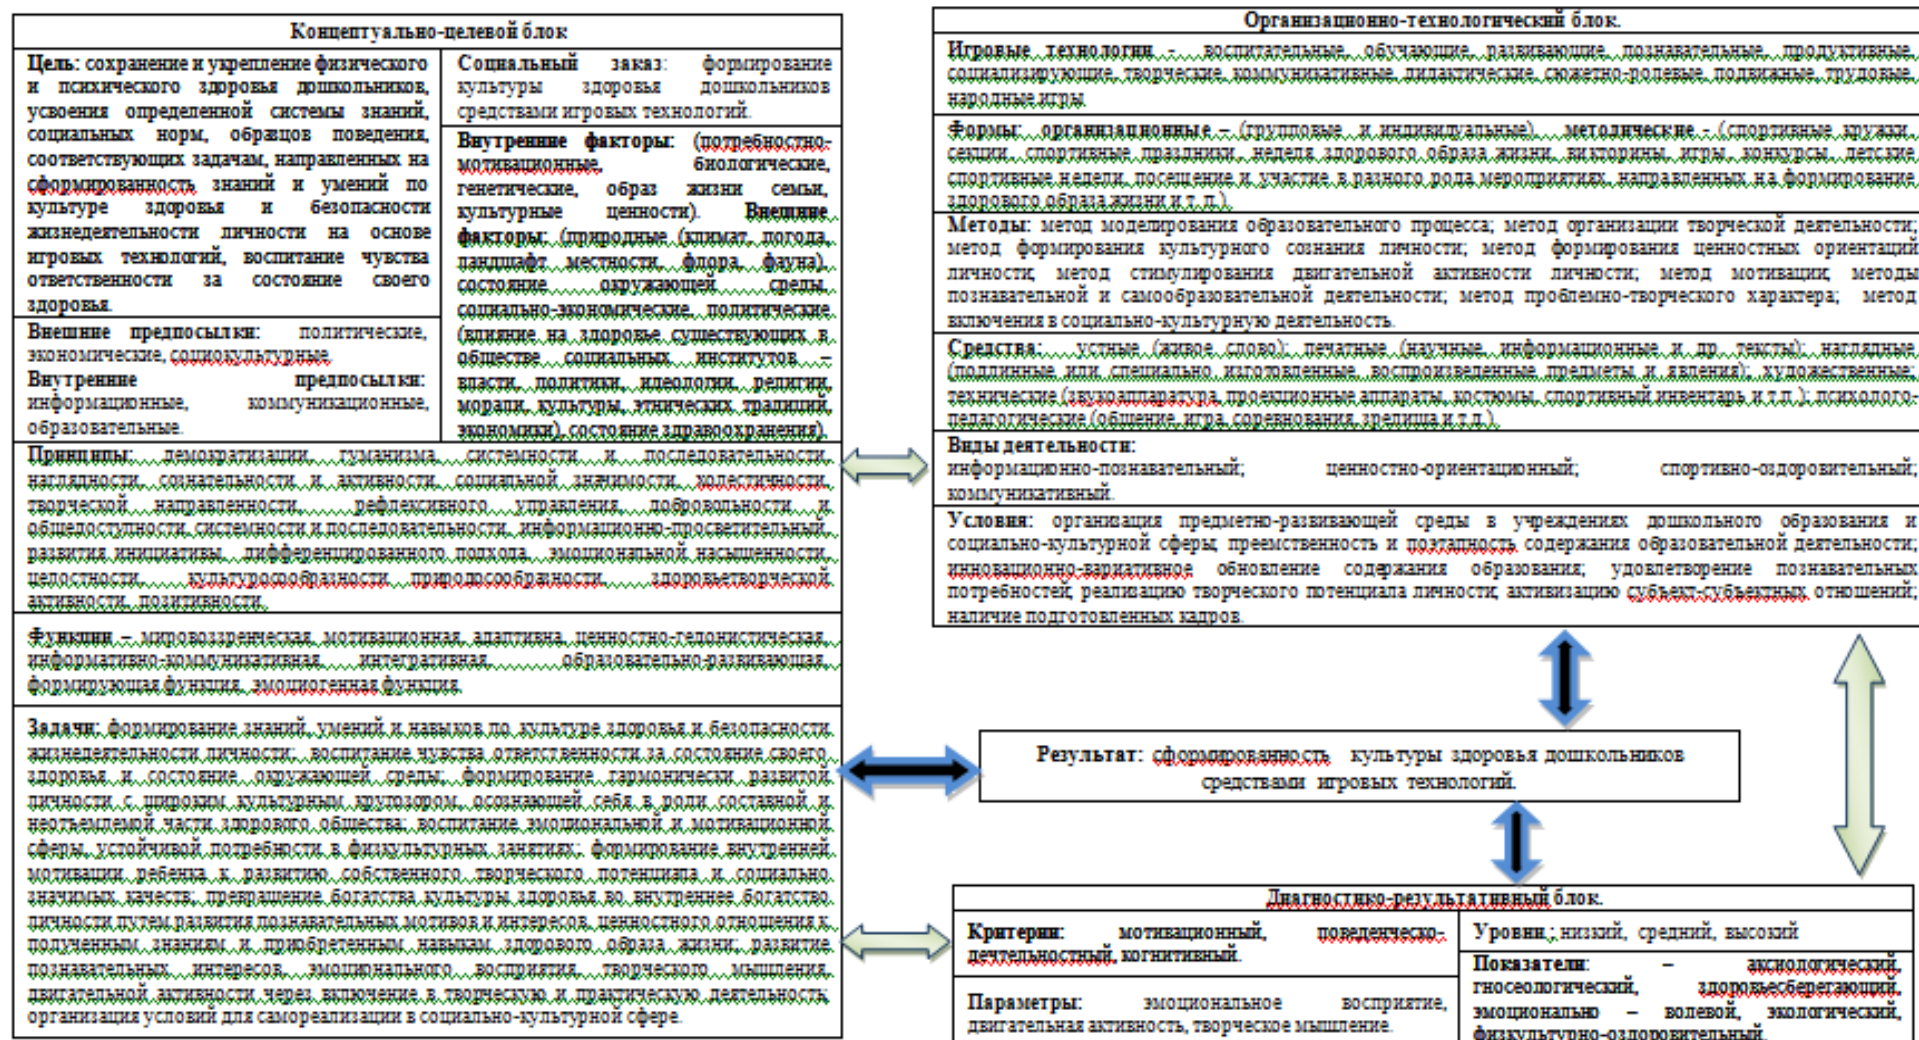 Концептуально-целевой блок
Цель: сохранение и укрепление физического
и психического здоровья дошкольников,
усвоения определенной системы знаний,
социальных норм, образцов поведения,
соответствующих задачам, направленных на
сформированность знаний и умений по
культуре здоровья и безопасности
жизнедеятельности личности на основе
игровых технологий, воспитание чувства
ответственности за состояние своего
здоровья.
Внешние предпосылки: политические,
экономические, социокультурные.
Внутренние предпосылки:
информационные, коммуникационные,
образовательные.
Социальный заказ: формирование
культуры здоровья дошкольников
средствами игровых технологий.
Внутренние факторы: (потребностно-
мотивационные, биологические,
генетические, образ жизни семьи,
культурные ценности). Внешние
факторы: (природные (климат, погода,
ландшафт местности, флора, фауна),
состояние окружающей среды,
социально-экономические, политические
(влияние на здоровье существующих в
обществе социальных институтов –
власти, политики, идеологии, религии,
морали, культуры, этнических традиций,
экономики), состояние здравоохранения).
Принципы: демократизации, гуманизма, системности и последовательности,
наглядности, сознательности и активности, социальной значимости, холестичности,
творческой направленности, рефлексивного управления, добровольности и
общедоступности, системности и последовательности, информационно-просветительный,
развития инициативы, дифференцированного подхода, эмоциональной насыщенности,
целостности, культуросообразности, природосообразности, здоровьетворческой
активности, позитивности.
Функции – мировоззренческая, мотивационная, адаптивна, ценностно-гедонистическая,
информативно-коммуникативная, интегративная, образовательно-развивающая,
формирующая функция, эмоциогенная функция.
Задачи: формирование знаний, умений и навыков по культуре здоровья и безопасности
жизнедеятельности личности; воспитание чувства ответственности за состояние своего
здоровья и состояние окружающей среды; формирование гармонически развитой
личности с широким культурным кругозором, осознающей себя в роли составной и
неотъемлемой части здорового общества; воспитание эмоциональной и мотивационной
сферы, устойчивой потребности в физкультурных занятиях; формирование внутренней
мотивации ребенка к развитию собственного творческого потенциала и социально
значимых качеств; превращение богатства культуры здоровья во внутреннее богатство
личности путем развития познавательных мотивов и интересов, ценностного отношения к
полученным знаниям и приобретенным навыкам здорового образа жизни; развитие
познавательных интересов, эмоционального восприятия, творческого мышления,
двигательной активности через включение в творческую и практическую деятельность,
организация условий для самореализации в социально-культурной сфере.
Организационно-технологический блок.
Игровые технологии - воспитательные, обучающие, развивающие, познавательные, продуктивные,
социализирующие, творческие, коммуникативные, дидактические, сюжетно-ролевые, подвижные, трудовые,
народные игры.
Формы: организационные – (групповые и индивидуальные), методические - (спортивные кружки,
секции, спортивные праздники, неделя здорового образа жизни, викторины, игры, конкурсы, детские
спортивные недели, посещение и участие в разного рода мероприятиях, направленных на формирование
здорового образа жизни и т.п.).
Методы: метод моделирования образовательного процесса; метод организации творческой деятельности;
метод формирования культурного сознания личности; метод формирования ценностных ориентаций
личности; метод стимулирования двигательной активности личности; метод мотивации; методы
познавательной и самообразовательной деятельности; метод проблемно-творческого характера; метод
включения в социально-культурную деятельность.
Средства: устные (живое слово); печатные (научные, информационные и др. тексты); наглядные
(подлинные или специально изготовленные, воспроизведенные предметы и явления); художественные;
технические (звукоаппаратура, проекционные аппараты, костюмы, спортивный инвентарь и т.п.); психолого-
педагогические (общение, игра, соревнования, зрелища и т.д.).
Виды деятельности:
информационно-познавательный; ценностно-ориентационный; спортивно-оздоровительный;
коммуникативный.
Условия: организация предметно-развивающей среды в учреждениях дошкольного образования и
социально-культурной сферы; преемственность и поэтапность содержания образовательной деятельности;
инновационно-вариативное обновление содержания образования; удовлетворение познавательных
потребностей; реализацию творческого потенциала личности; активизацию субъект-субъектных отношений;
наличие подготовленных кадров.
Результат: сформированность культуры здоровья дошкольников
средствами игровых технологий.
Диагностико-результативный блок.
Критерии: мотивационный, поведенческо-
деятельностный, когнитивный.
Параметры: эмоциональное восприятие,
двигательная активность, творческое мышление.
Уровни: низкий, средний, высокий
Показатели: – аксиологический,
гносеологический, здоровьесберегающий,
эмоционально – волевой, экологический,
физкультурно-оздоровительный.